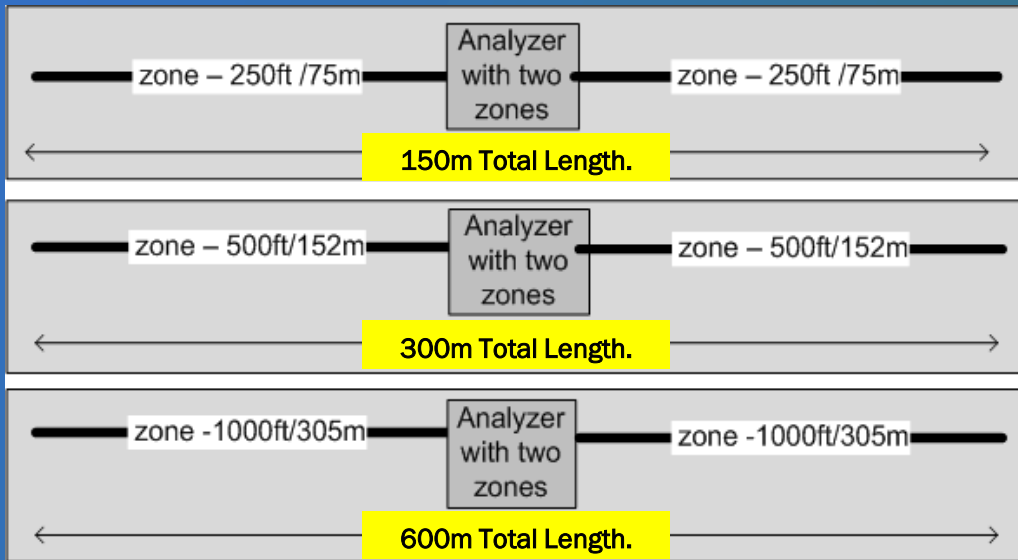 zone – 250ft /75m
Analyzer
with two
zones
zone – 250ft /75m
150m Total Length.
zone – 500ft/152m
Analyzer
with two
zones
zone – 500ft/152m
300m Total Length.
zone -1000ft/305m
Analyzer
with two
zones
zone -1000ft/305m
600m Total Length.